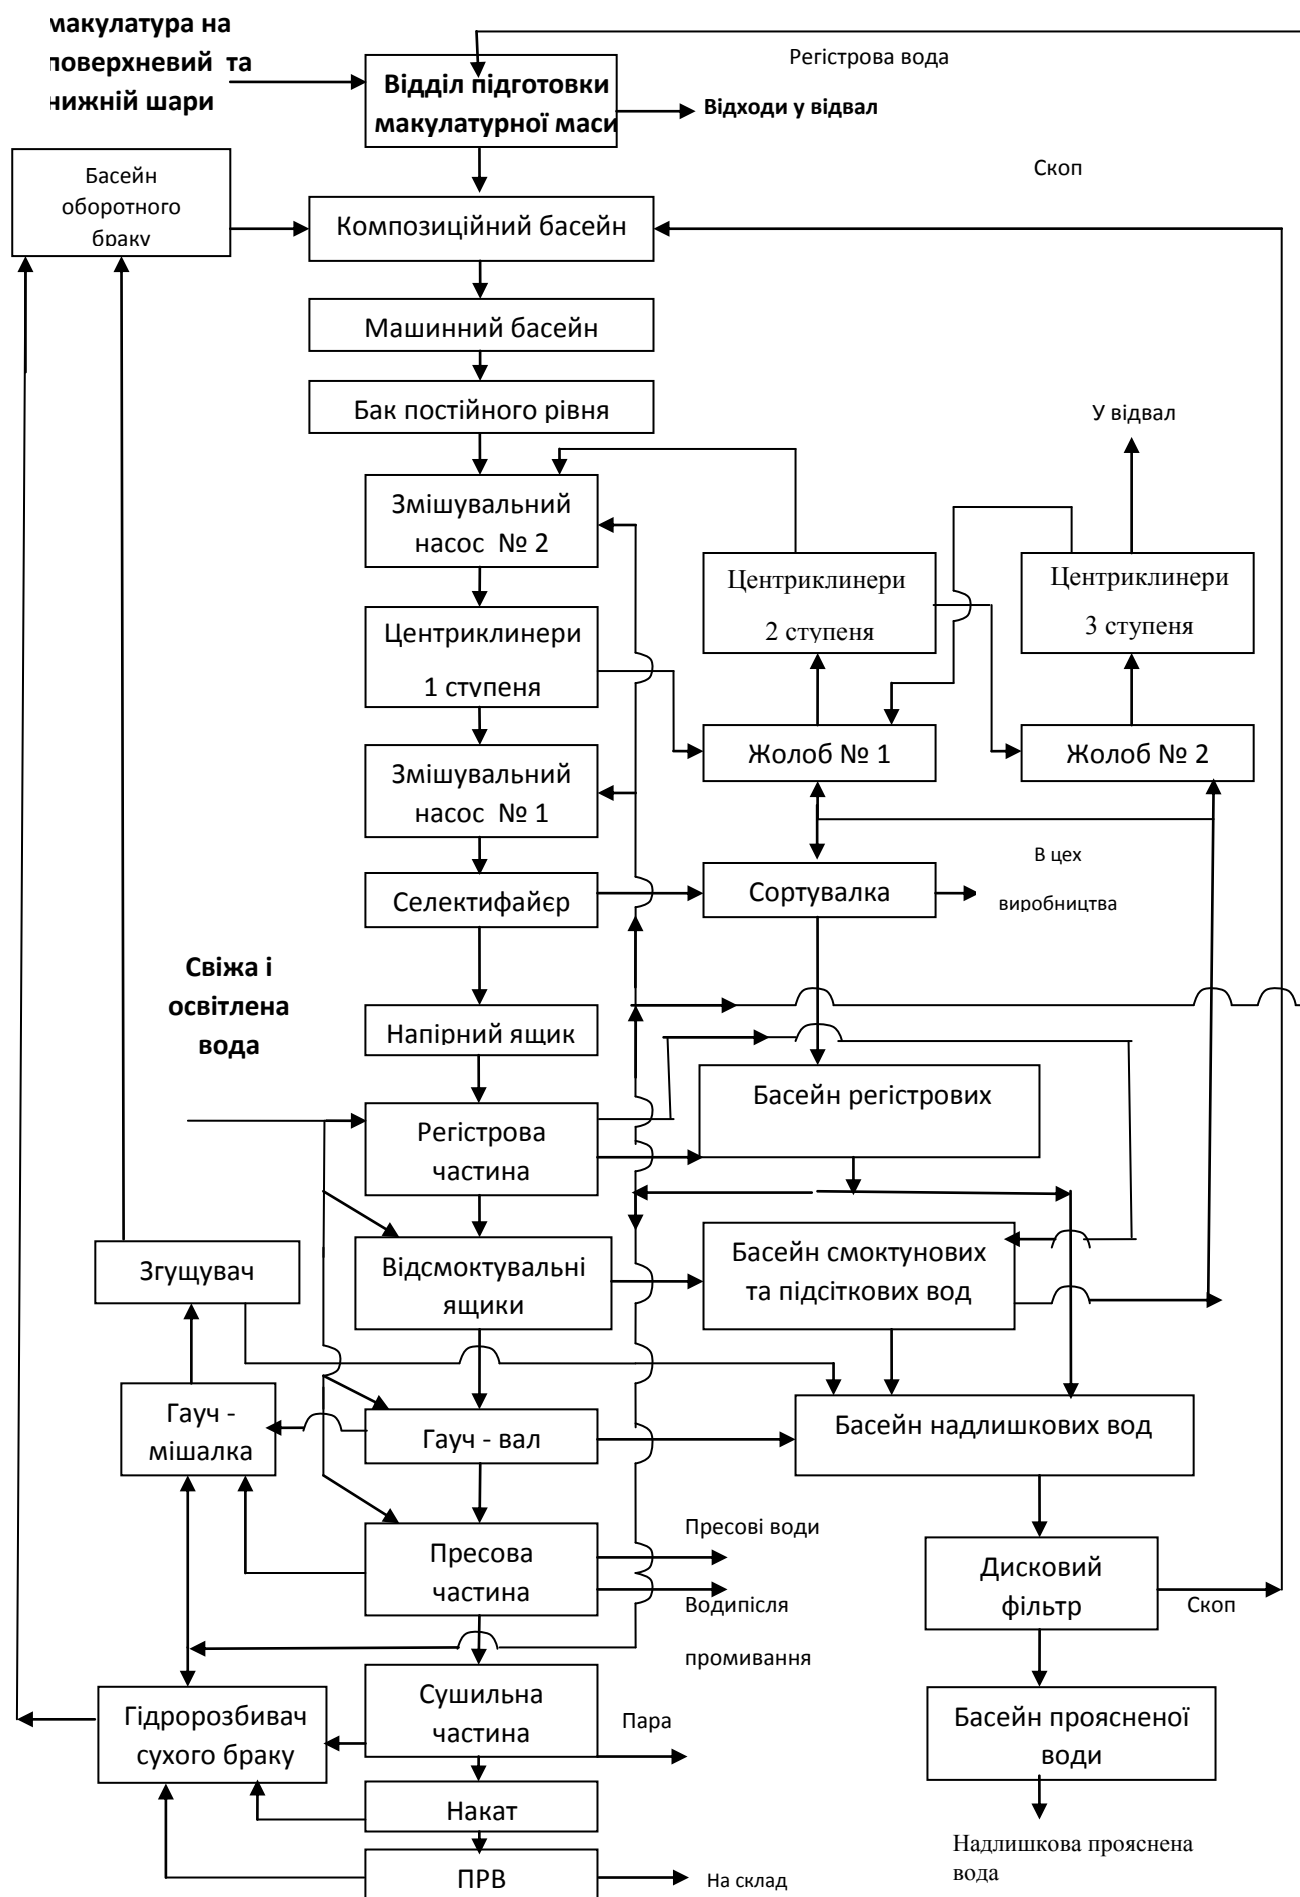 макулатура на
поверхневий та
нижній шари
Регістрова вода
Відділ підготовки
макулатурної маси
Відходи у відвал
Басейн
оборотного
браку
Скоп
Композиційний басейн
Машинний басейн
Бак постійного рівня
У відвал
Змішувальний
насос № 2
Центриклинери
2 ступеня
Центриклинери
3 ступеня
Центриклинери
1 ступеня
Жолоб № 1
Жолоб № 2
Змішувальний
насос № 1
В цех
виробництва
Селектифайєр
Сортувалка
Свіжа і
освітлена
вода
Напірний ящик
Басейн регістрових
Регістрова
частина
Згущувач
Відсмоктувальні
ящики
Басейн смоктунових
та підсіткових вод
Гауч -
мішалка
Гауч - вал
Басейн надлишкових вод
Пресова
частина
Пресові води
Водипісля
промивання
Дисковий
фільтр
Скоп
Гідророзбивач
сухого браку
Сушильна
частина
Пара
Басейн проясненої
води
Накат
Надлишкова прояснена
вода
ПРВ
На склад